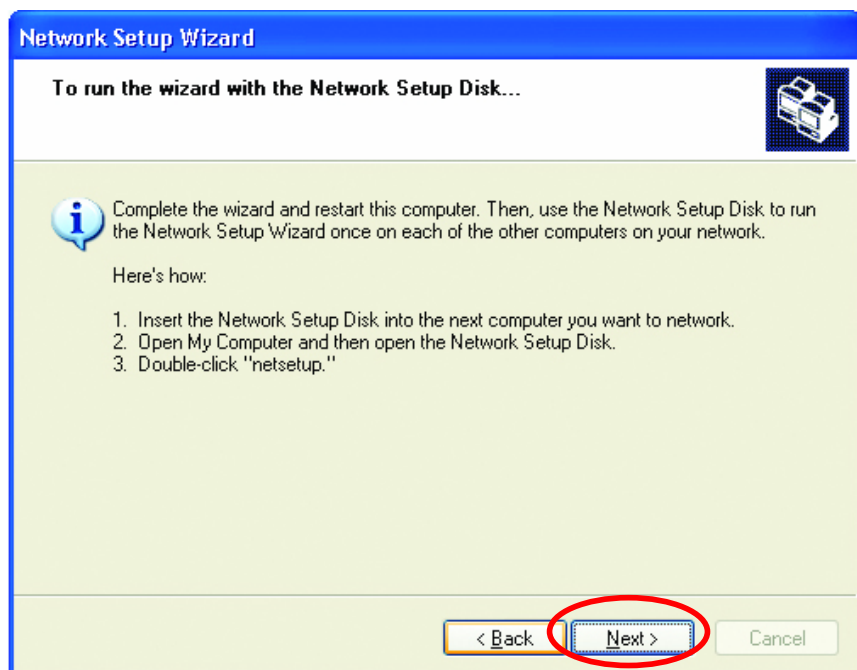 Network Setup Wizard
To run the wizard with the Network Setup Disk...
Complete the wizard and restart this computer. Then, use the Network Setup Disk to run
the Network Setup Wizard once on each of the other computers on your network.
Here's how:
1. Insert the Network Setup Disk into the next computer you want to network.
2. Open My Computer and then open the Network Setup Disk.
3. Double-click "netsetup."
< Back
Next >
Cancel